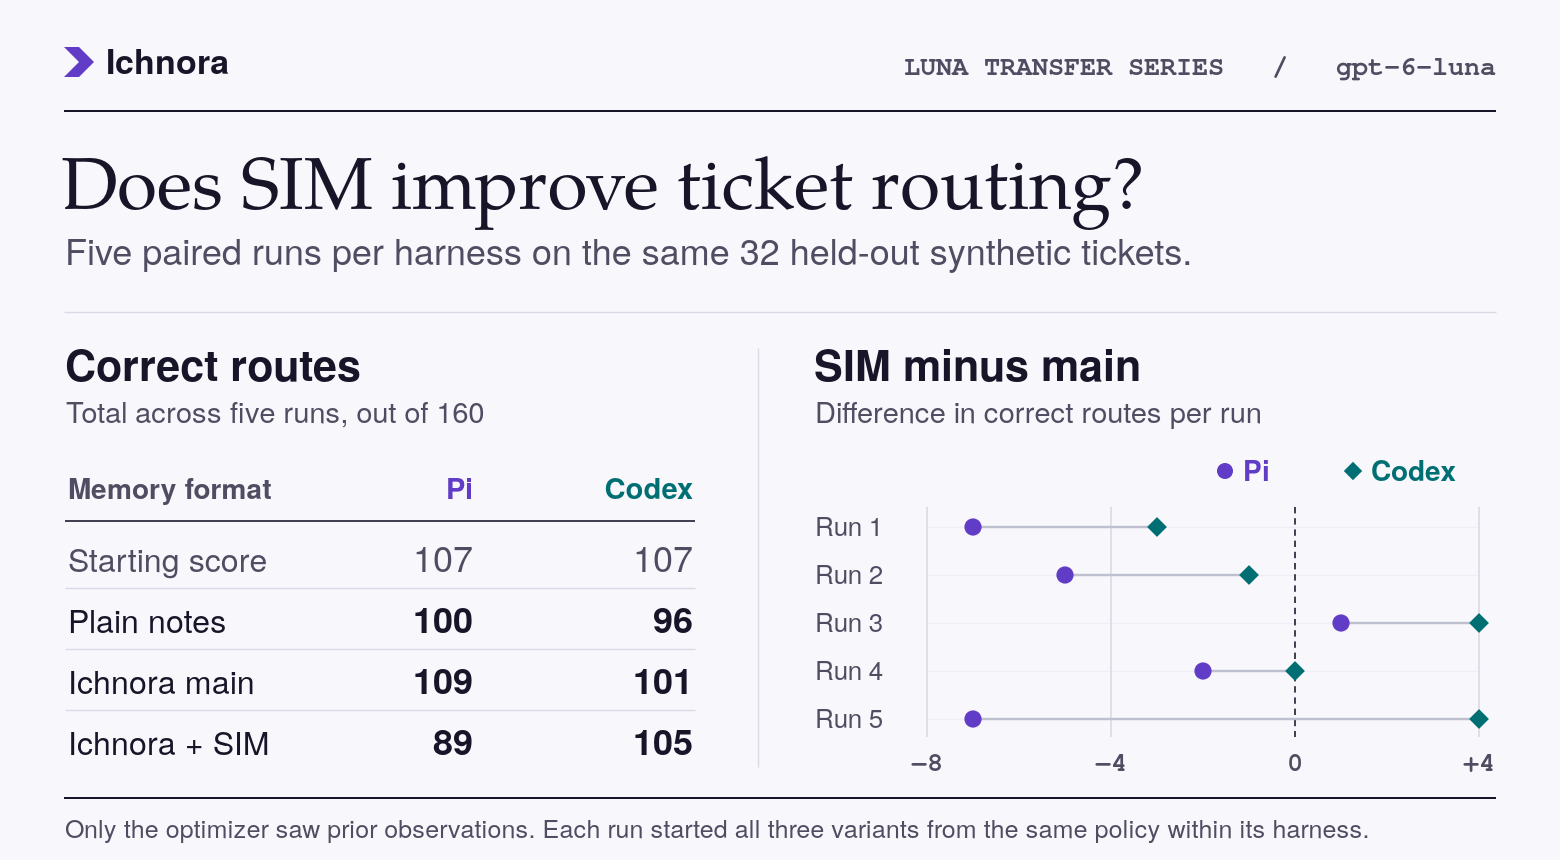 Ichnora
LUNA TRANSFER SERIES / gpt-6-luna
Does SIM improve ticket routing?
Five paired runs per harness on the same 32 held-out synthetic tickets.
Correct routes
Total across five runs, out of 160
Memory format Pi Codex
Starting score 107 107
Plain notes 100 96
Ichnora main 109 101
Ichnora + SIM 89 105
SIM minus main
Difference in correct routes per run
Pi Codex
Run 1
Run 2
Run 3
Run 4
Run 5
−8 −4 0 +4
Only the optimizer saw prior observations. Each run started all three variants from the same policy within its harness.